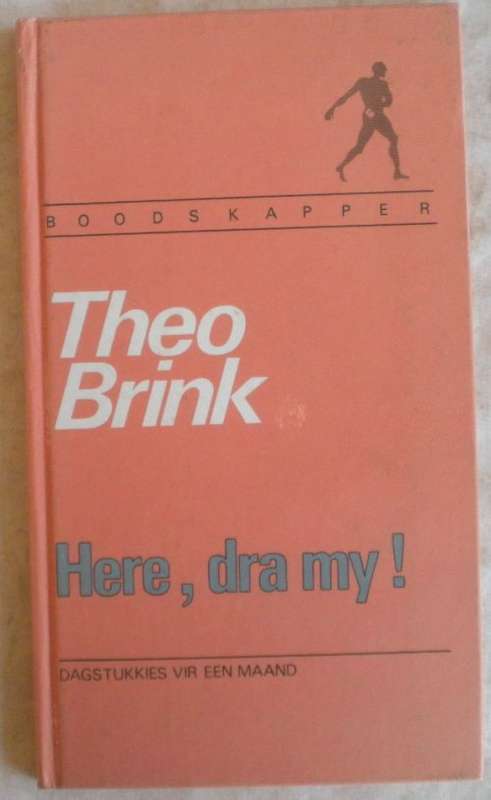 BOODSKAPPER
Theo
Brink
Here, dra my!
DAGSTUKKIES VIR EEN MAAND